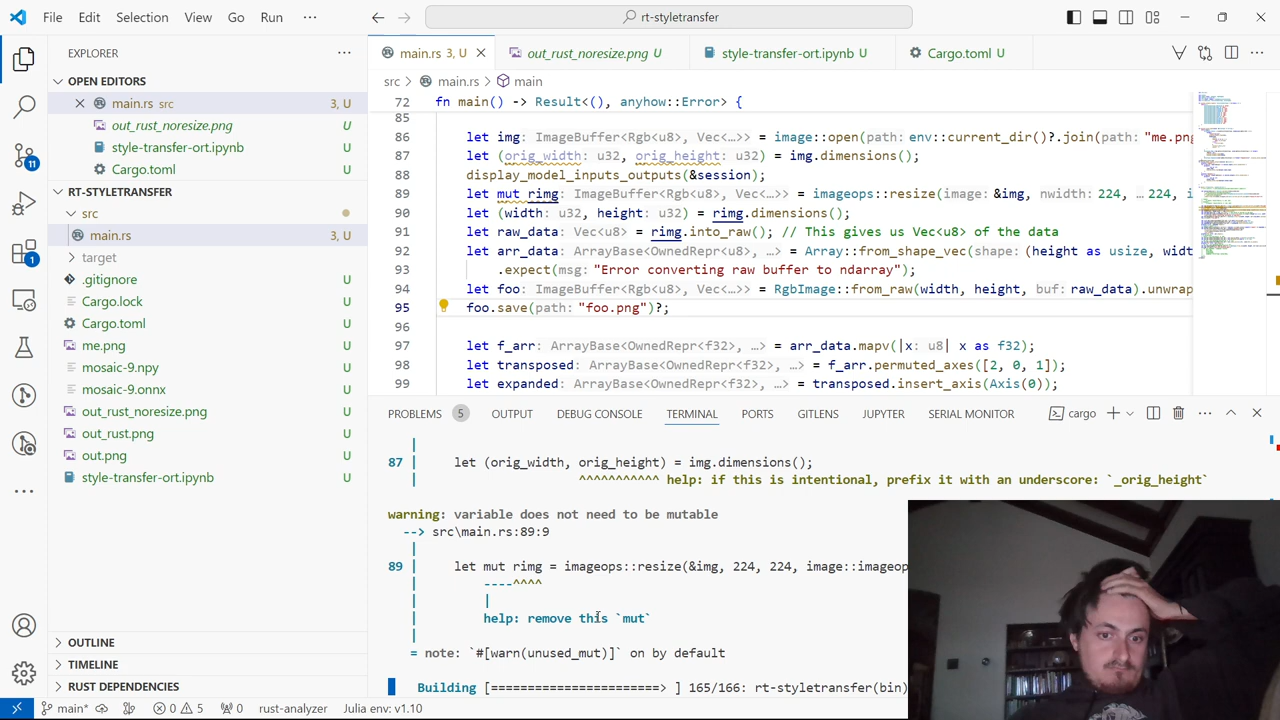 File Edit Selection View Go Run ··· rt-styletransfer
EXPLORER ···
main.rs 3, U out_rust_noresize.png U style-transfer-ort.ipynb U Cargo.toml U
OPEN EDITORS
main.rs src 3, U
out_rust_noresize.png U
style-transfer-ort.ipynb U
Cargo.toml U
RT-STYLETRANSFER
src
main.rs 3, U
target
.gitignore U
Cargo.lock U
Cargo.toml U
me.png U
mosaic-9.npy U
mosaic-9.onnx U
out_rust_noresize.png U
out_rust.png U
out.png U
style-transfer-ort.ipynb U
OUTLINE
TIMELINE
RUST DEPENDENCIES
11
1
src > main.rs > main
72 fn main() -> Result<(), anyhow::Error> {
85
86 let img: ImageBuffer<Rgb<u8>, Vec<…>> = image::open(path: env::current_dir()?.join(path: "me.png
87 let (orig_width: u32, orig_height: u32) = img.dimensions();
88 display_model_input_outputs(&session);
89 let mut rimg: ImageBuffer<Rgb<u8>, Vec<…>> = imageops::resize(image: &img, nwidth: 224, …224, i
90 let (width: u32, height: u32) = rimg.dimensions();
91 let raw_data: Vec<u8> = rimg.into_raw(); // This gives us Vec<u8> of the data
92 let arr_data: ArrayBase<OwnedRepr<u8>, …> = Array::from_shape_vec(shape: (height as usize, widt
93 .expect(msg: "Error converting raw buffer to ndarray");
94 let foo: ImageBuffer<Rgb<u8>, Vec<…>> = RgbImage::from_raw(width, height, buf: raw_data).unwrap
95 foo.save(path: "foo.png")?;
96
97 let f_arr: ArrayBase<OwnedRepr<f32>, …> = arr_data.mapv(|x: u8| x as f32);
98 let transposed: ArrayBase<OwnedRepr<f32>, …> = f_arr.permuted_axes([2, 0, 1]);
99 let expanded: ArrayBase<OwnedRepr<f32>, …> = transposed.insert_axis(Axis(0));
PROBLEMS 5 OUTPUT DEBUG CONSOLE TERMINAL PORTS GITLENS JUPYTER SERIAL MONITOR cargo
|
87 | let (orig_width, orig_height) = img.dimensions();
| ^^^^^^^^^^^ help: if this is intentional, prefix it with an underscore: `_orig_height`
warning: variable does not need to be mutable
--> src\main.rs:89:9
|
89 | let mut rimg = imageops::resize(&img, 224, 224, image::imageop
| ----^^^^
| |
| help: remove this `mut`
|
= note: `#[warn(unused_mut)]` on by default
Building [=======================> ] 165/166: rt-styletransfer(bin)
main* 0 5 0 rust-analyzer Julia env: v1.10